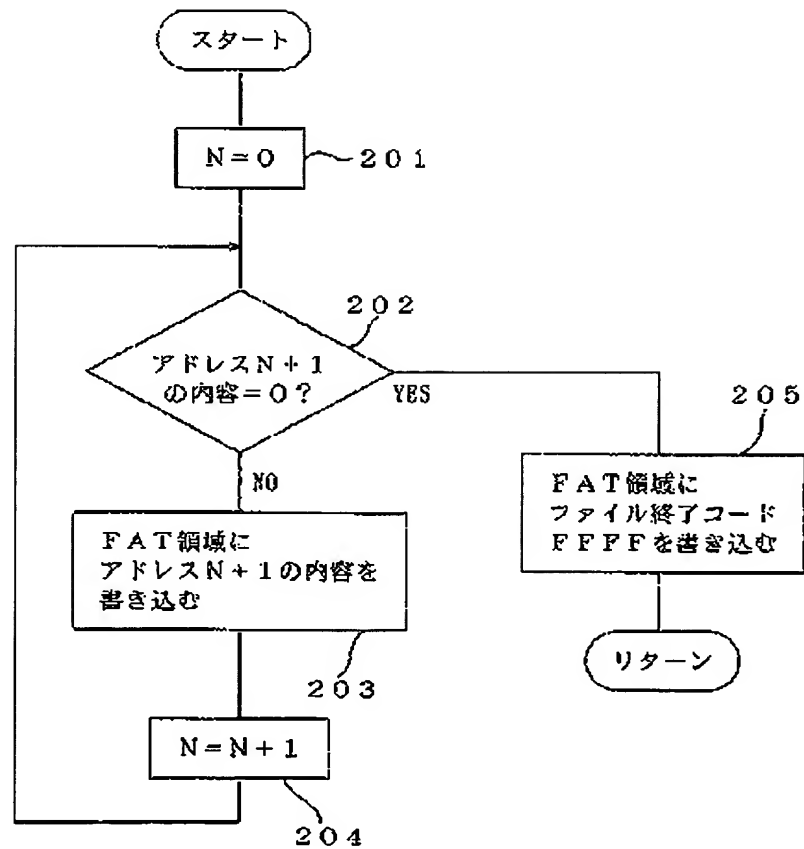 スタート
N=0
201
202
アドレスN+1
の内容=0?
YES
205
NO
FAT領域に
ファイル終了コード
FFFFを書き込む
FAT領域に
アドレスN+1の内容を
書き込む
203
リターン
N=N+1
204